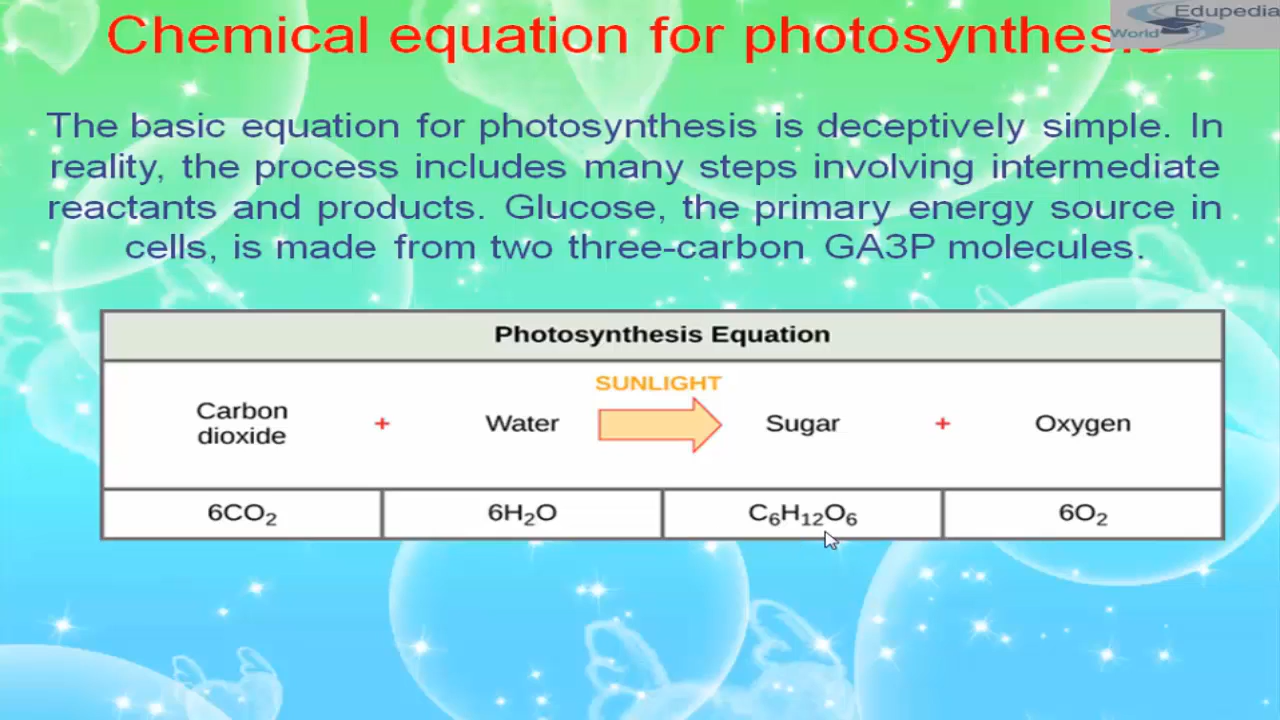 Edupedia
World
Chemical equation for photosynthesis
The basic equation for photosynthesis is deceptively simple. In
reality, the process includes many steps involving intermediate
reactants and products. Glucose, the primary energy source in
cells, is made from two three-carbon GA3P molecules.
Photosynthesis Equation
SUNLIGHT
Carbon
dioxide
+
Water
Sugar
+
Oxygen
6CO₂
6H₂O
C₆H₁₂O₆
6O₂